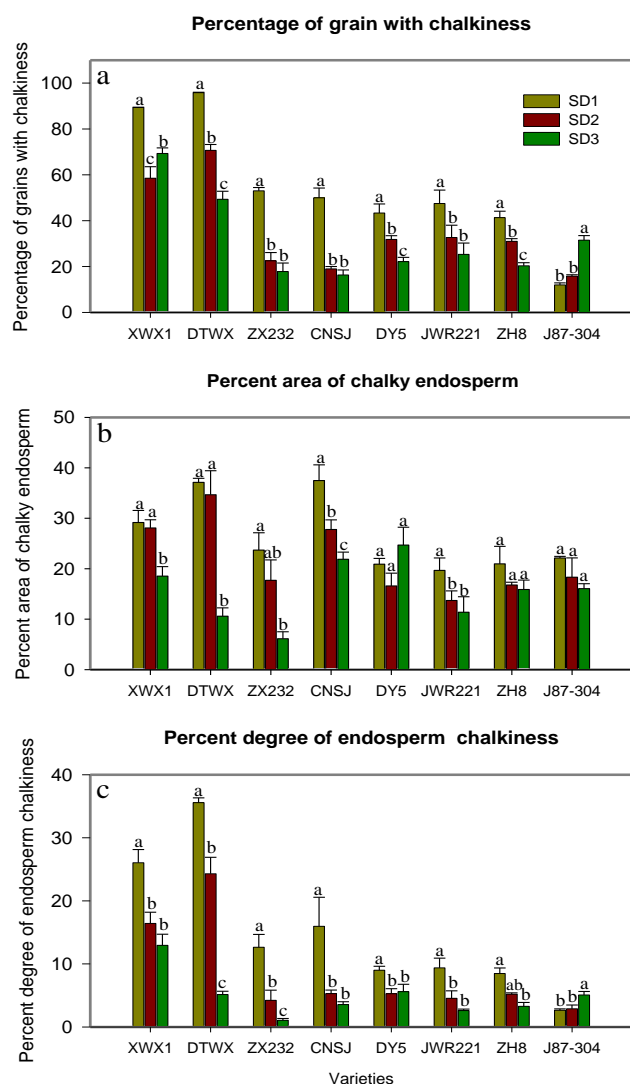 Percentage of grain with chalkiness
a
Percentage of grains with chalkiness
100
80
60
40
20
0
SD1
SD2
SD3
a c b
a b c
a b b
a b b
a b c
a b b
a b c
b b a
XWX1 DTWX ZX232 CNSJ DY5 JWR221 ZH8 J87-304
Percent area of chalky endosperm
b
Percent area of chalky endosperm
50
40
30
20
10
0
a a b
a a b
a ab b
a b c
a a a
a b b
a a a
a a a
XWX1 DTWX ZX232 CNSJ DY5 JWR221 ZH8 J87-304
Percent degree of endosperm chalkiness
c
Percent degree of endosperm chalkiness
40
30
20
10
0
a b b
a b c
a b c
a b b
a b b
a b b
a ab b
b b a
XWX1 DTWX ZX232 CNSJ DY5 JWR221 ZH8 J87-304
Varieties